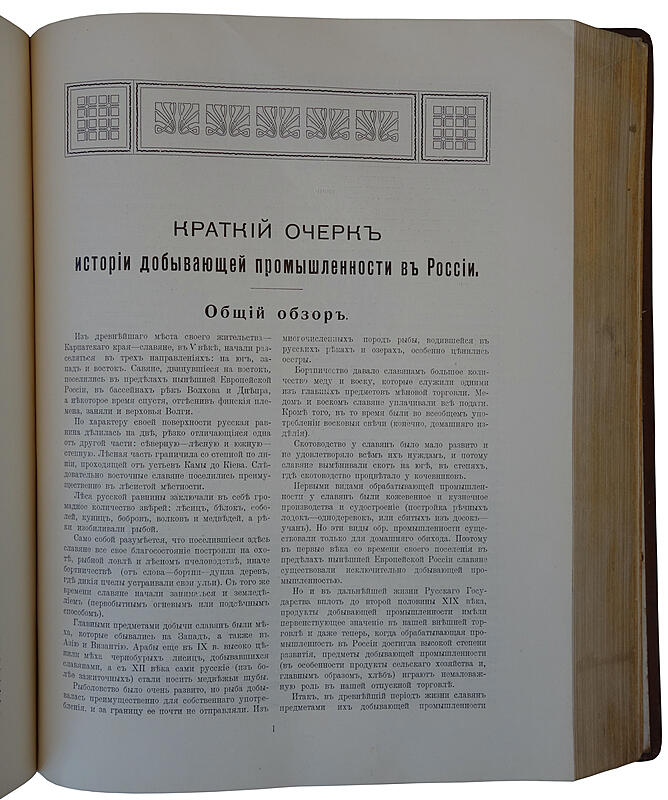 КРАТКІЙ ОЧЕРКЪ
исторіи добывающей промышленности въ Россіи.
Общій обзоръ.
Изъ древнѣйшаго мѣста своего жительства—
Карпатскаго края—славяне, въ V вѣкѣ, начали раз-
селяться въ трехъ направленіяхъ: на югъ, за-
падъ и востокъ. Савяне, двинувшіеся на востокъ,
поселились въ предѣлахъ нынѣшней Европейской
Россіи, въ бассейнахъ рѣкъ Волхова и Днѣпра,
а нѣкоторое время спустя, оттѣснив финскія пле-
мена, заняли и верховья Волги.
По характеру своей поверхности русская рав-
нина дѣлилась на двѣ, рѣзко отличающіяся одна
отъ другой части: сѣверную—лѣсную и южную—
степную. Лѣсная часть граничила со степной по ли-
ніи, проходящей отъ устьевъ Камы до Кіева. Слѣ-
довательно восточные славяне поселились преиму-
щественно въ лѣсистой мѣстности.
Лѣса русской равнины заключали въ себѣ гро-
мадное количество звѣрей: лѣсицъ, бѣлокъ, собо-
лей, куницъ, бобровъ, волковъ и медвѣдей, а рѣ-
ки изобиловали рыбой.
Само собой разумѣется, что поселівшіеся здѣсь
славяне все свое благосостояніе построили на охо-
тѣ, рыбной ловлѣ и лѣсномъ пчеловодствѣ, иначе
бортничествѣ (отъ слова—борти—дупла деревъ,
гдѣ дикія пчелы устраивали свои ульи). Съ того же
времени славяне начали заниматься и земледѣ-
ліемъ (первобытнымъ огневымъ или подсѣчнымъ
способомъ).
Главными предметами добычи славянъ были мѣ-
ха, которые сбывались на Западъ, а также въ
Азію и Византію. Арабы еще въ IX в. высоко цѣ-
нили мѣха чернобурыхъ лисицъ, добывавшихся
славянами, а съ XII вѣка сами русскіе (изъ бо-
лѣе зажиточныхъ) стали носить медвѣжьи шубы.
Рыболовство было очень развито, но рыба добы-
валась преимущественно для собственнаго употре-
бленія, и за границу ее почти не отправляли. Изъ
многочисленныхъ породъ рыбы, водившейся въ
русскихъ рѣкахъ и озерахъ, особенно цѣнились
осетры.
Бортничество давало славянамъ большое коли-
чество меду и воску, которые служили одними
изъ главныхъ предметовъ мѣновой торговли. Ме-
домъ и воскомъ славяне уплачивали всѣ подати.
Кромѣ того, въ то время были во всеобщемъ упо-
требленіи восковыя свѣчи (конечно, домашняго из-
дѣлія).
Скотоводство у славянъ было мало развито и
не удовлетворяло всѣмъ ихъ нуждамъ, и потому
славяне вымѣнивали скотъ на югѣ, въ степяхъ,
гдѣ скотоводство процвѣтало у кочевниковъ.
Первыми видами обрабатывающей промышлен-
ности у славянъ были кожевенное и кузнечное
производства и судостроеніе (постройка рѣчныхъ
лодокъ—однодеревокъ, или сбитыхъ изъ досокъ—
учанъ). Но эти виды обр. промышленности суще-
ствовали только для домашняго обихода. Поэтому
въ первые вѣка со времени своего поселенія въ
предѣлахъ нынѣшней Европейской Россіи славяне
существовали исключительно добывающей про-
мышленностью.
Но и въ дальнѣйшей жизни Русскаго Госу-
дарства вплоть до второй половины XIX вѣка,
продукты добывающей промышленности имѣли
первенствующее значеніе въ нашей внѣшней тор-
говлѣ и даже теперь, когда обрабатывающая про-
мышленность въ Россіи достигла высокой степени
развитія, предметы добывающей промышленности
(въ особенности продукты сельскаго хозяйства и,
главнымъ образомъ, хлѣбъ) играютъ немаловаж-
ную роль въ нашей отпускной торговлѣ.
Итакъ, въ древнѣйшій періодъ жизни славянъ
предметами ихъ добывающей промышленности
1